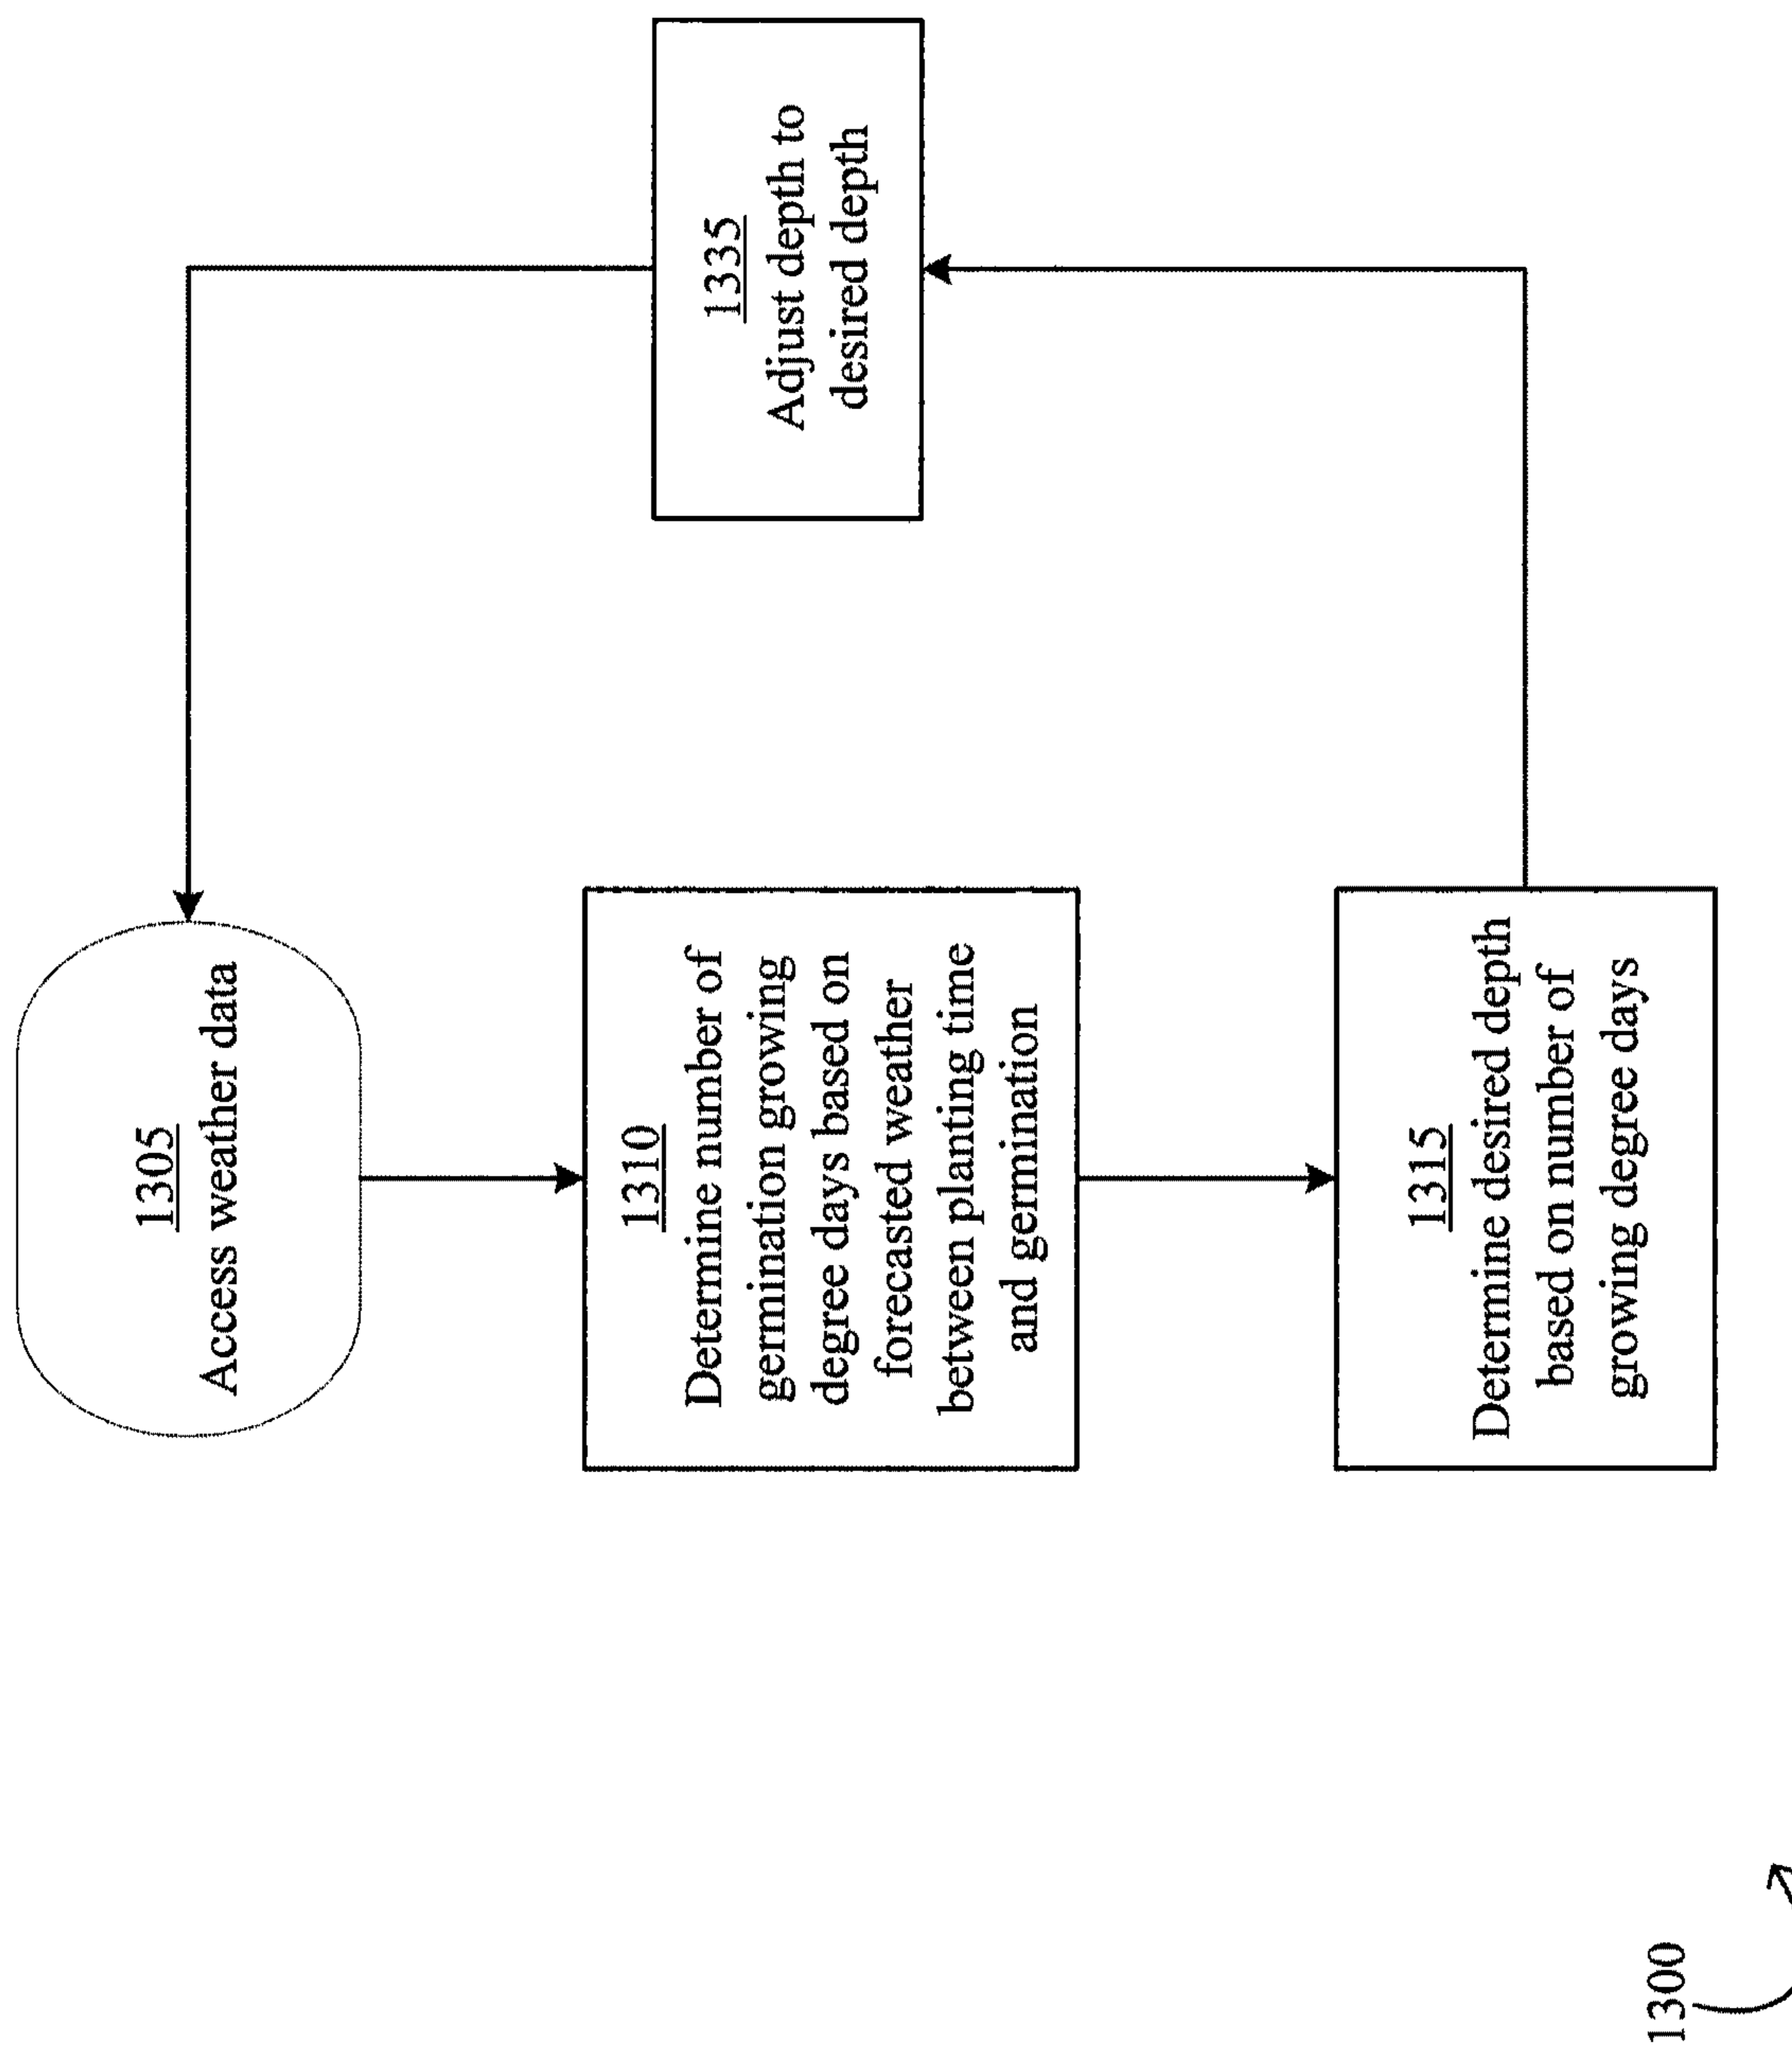 1305
Access weather data
1310
Determine number of
germination growing
degree days based on
forecasted weather
between planting time
and germination
1315
Determine desired depth
based on number of
growing degree days
1335
Adjust depth to
desired depth
1300